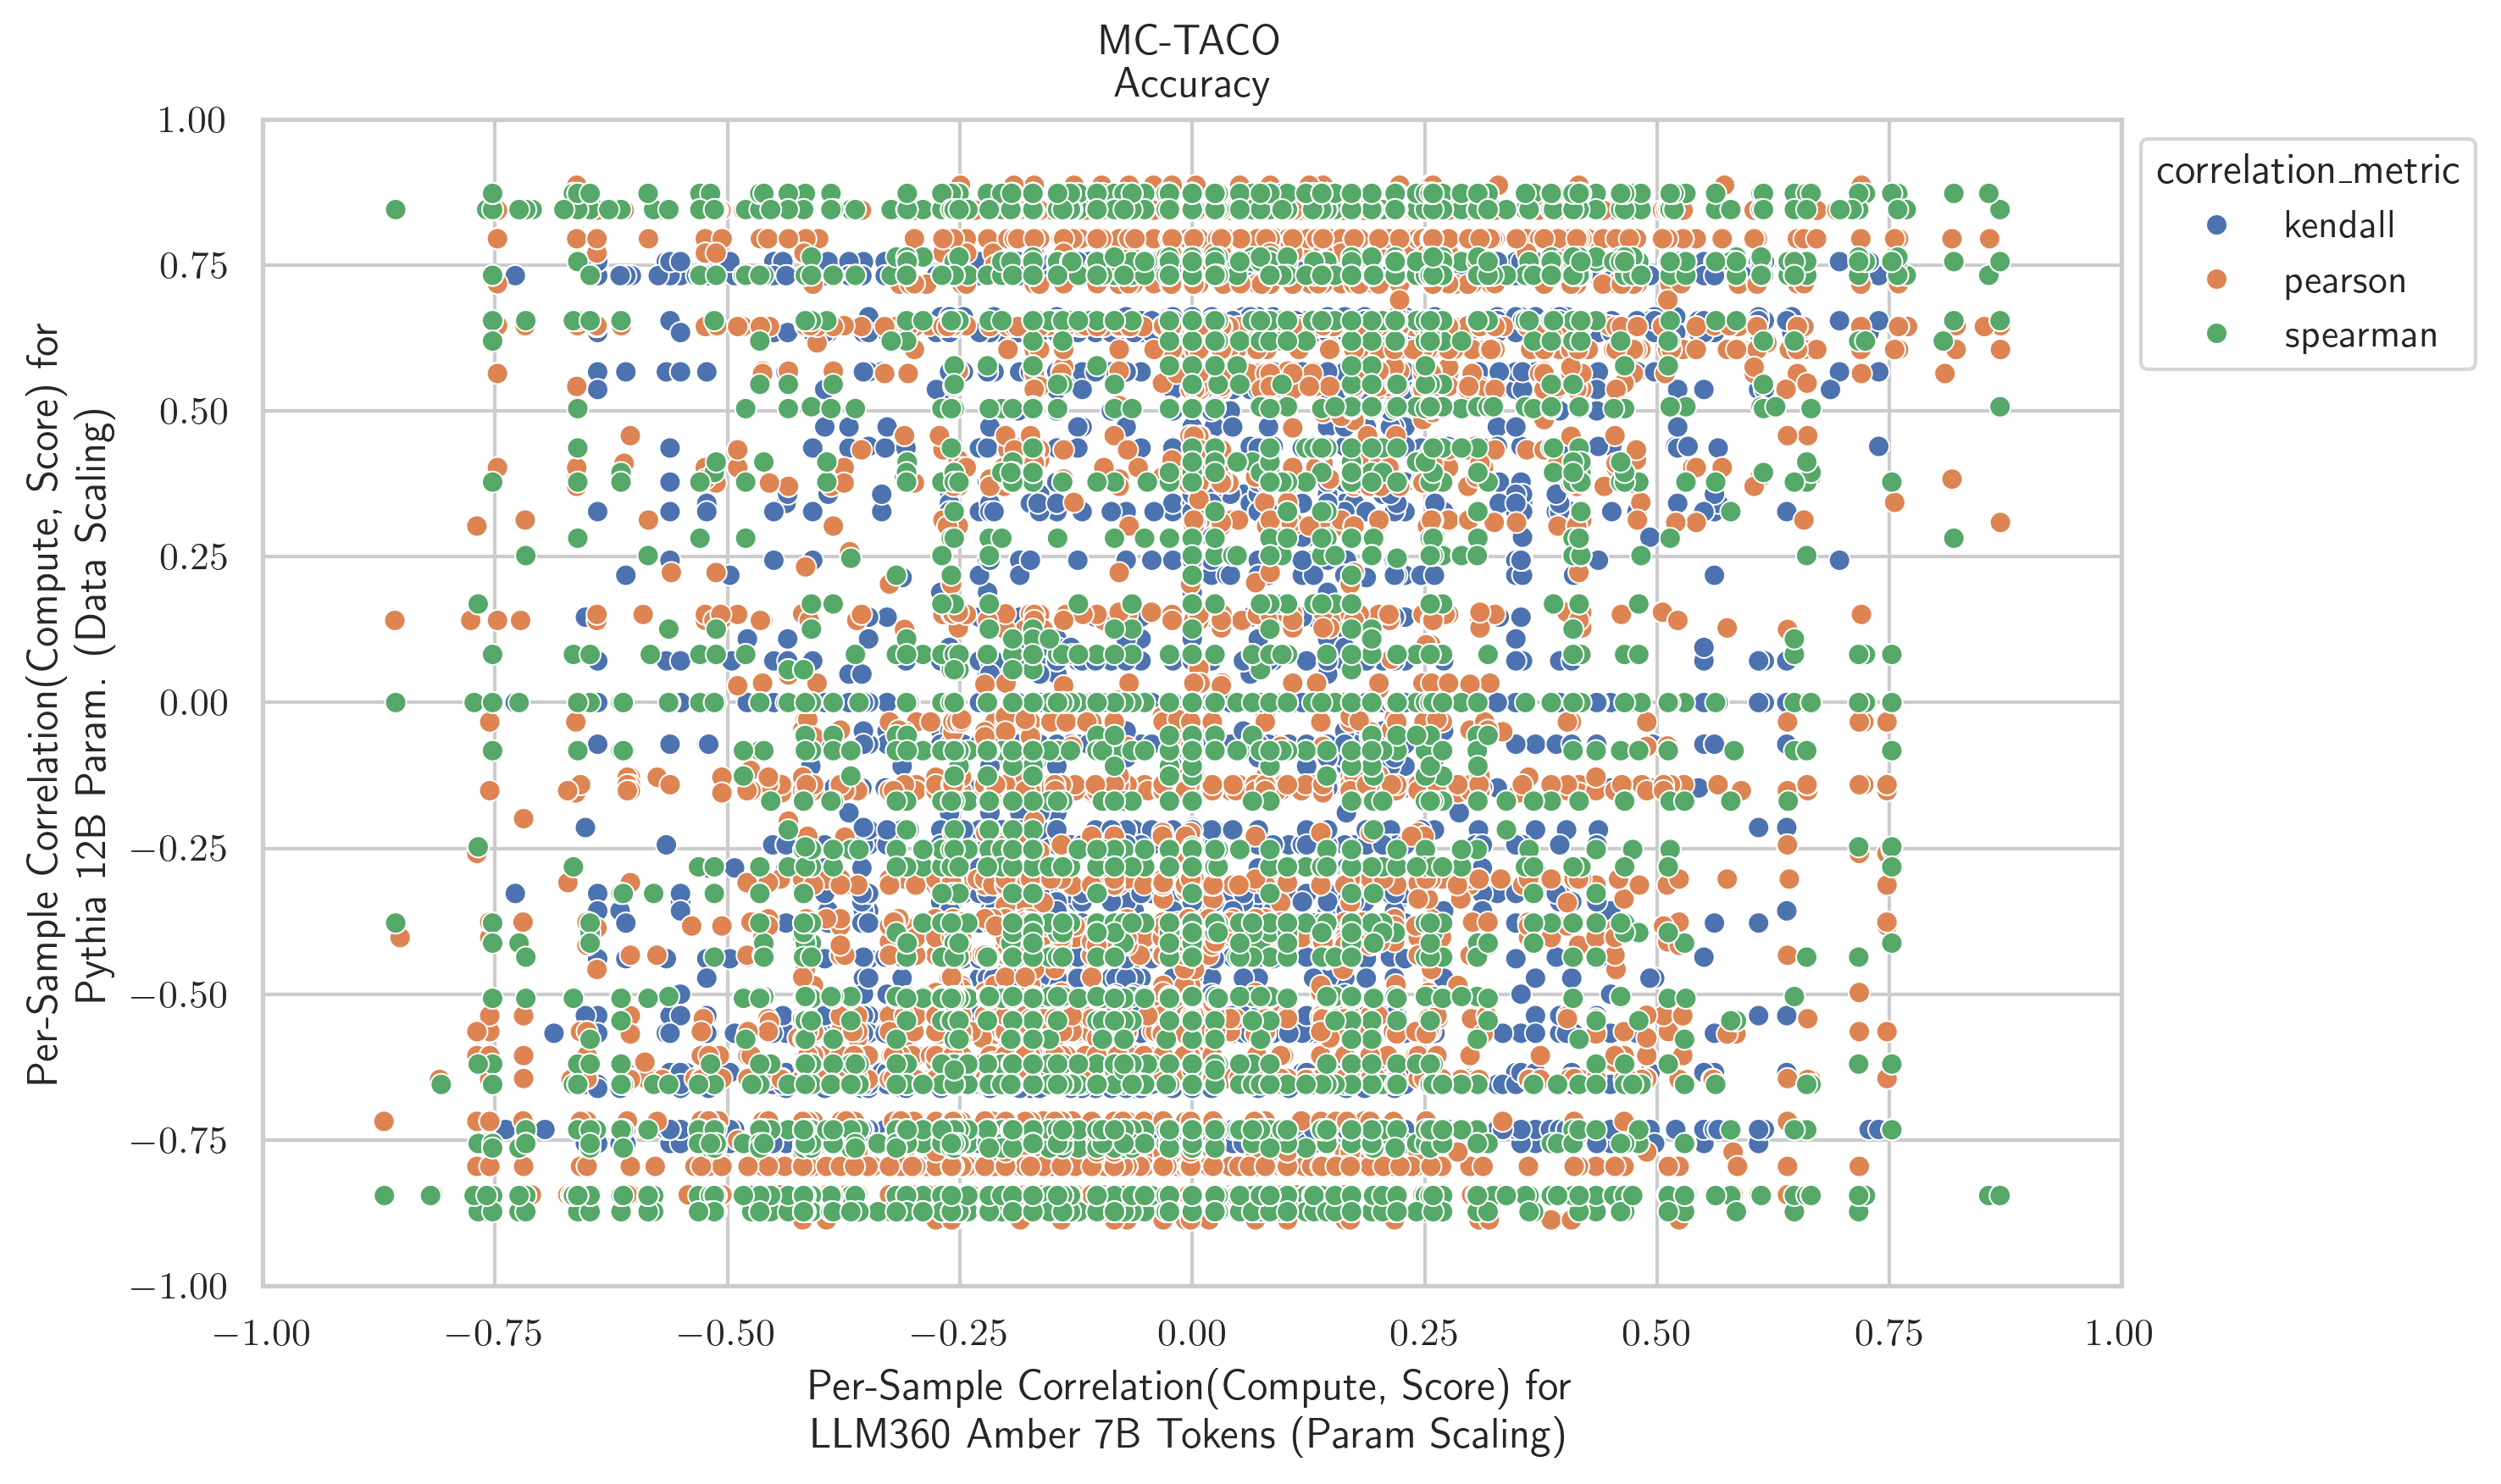 MC-TACO
Accuracy
Per-Sample Correlation(Compute, Score) for
Pythia 12B Param. (Data Scaling)
1.00
0.75
0.50
0.25
0.00
−0.25
−0.50
−0.75
−1.00
−1.00 −0.75 −0.50 −0.25 0.00 0.25 0.50 0.75 1.00
Per-Sample Correlation(Compute, Score) for
LLM360 Amber 7B Tokens (Param Scaling)
correlation_metric
kendall
pearson
spearman